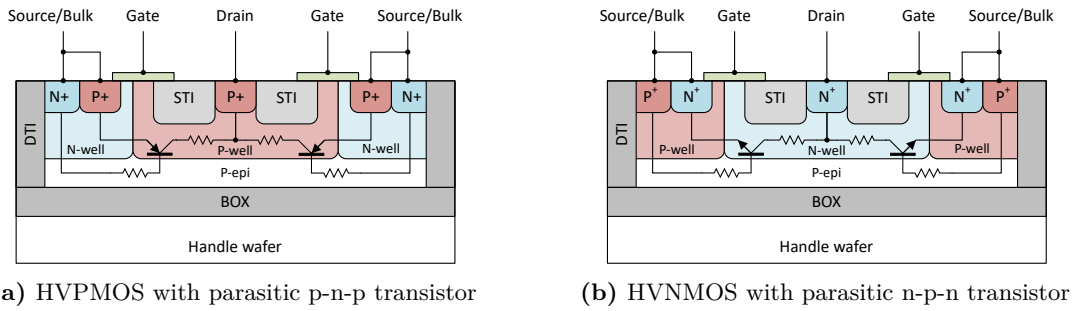 Source/Bulk Gate Drain Gate Source/Bulk
N+ P+ STI P+ STI P+ N+
DTI
N-well P-well N-well
P-epi
BOX
Handle wafer
a) HVPMOS with parasitic p-n-p transistor
Source/Bulk Gate Drain Gate Source/Bulk
P+ N+ STI N+ STI N+ P+
DTI
P-well N-well P-well
P-epi
BOX
Handle wafer
(b) HVNMOS with parasitic n-p-n transistor